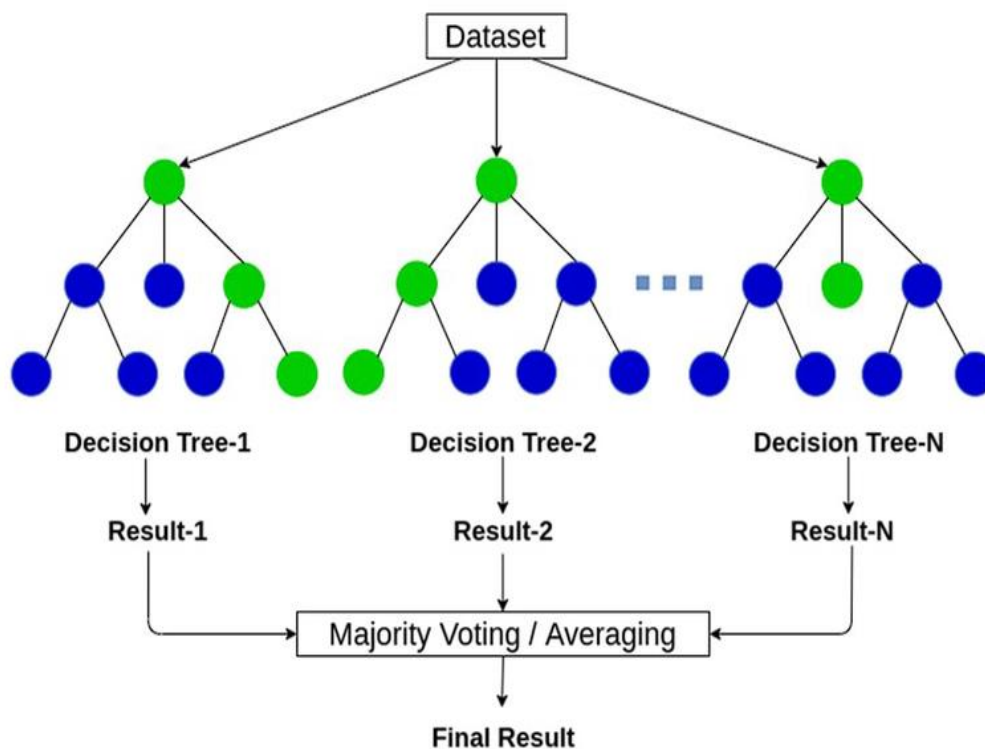 Dataset
Decision Tree-1
Decision Tree-2
Decision Tree-N
Result-1
Result-2
Result-N
Majority Voting / Averaging
Final Result